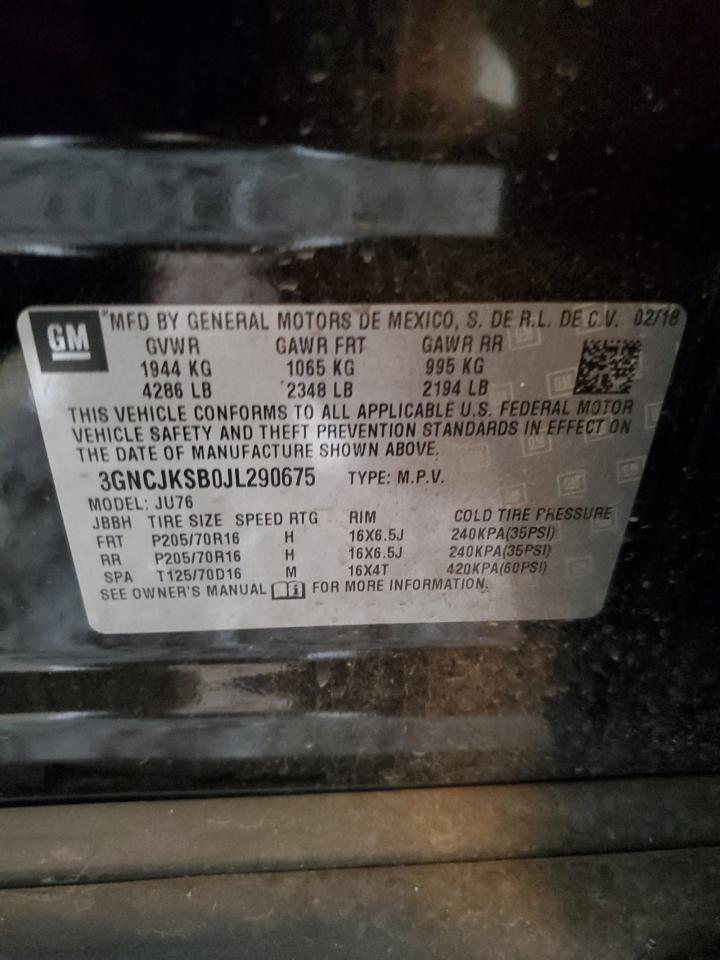 GM
MFD BY GENERAL MOTORS DE MEXICO, S. DE R.L. DE C.V. 02/18
GVWR GAWR FRT GAWR RR
1944 KG 1065 KG 995 KG
4286 LB 2348 LB 2194 LB
THIS VEHICLE CONFORMS TO ALL APPLICABLE U.S. FEDERAL MOTOR
VEHICLE SAFETY AND THEFT PREVENTION STANDARDS IN EFFECT ON
THE DATE OF MANUFACTURE SHOWN ABOVE.
3GNCJKSB0JL290675 TYPE: M.P.V.
MODEL: JU76
JBBH TIRE SIZE SPEED RTG RIM COLD TIRE PRESSURE
FRT P205/70R16 H 16X6.5J 240KPA(35PSI)
RR P205/70R16 H 16X6.5J 240KPA(35PSI)
SPA T125/70D16 M 16X4T 420KPA(60PSI)
SEE OWNER'S MANUAL FOR MORE INFORMATION.